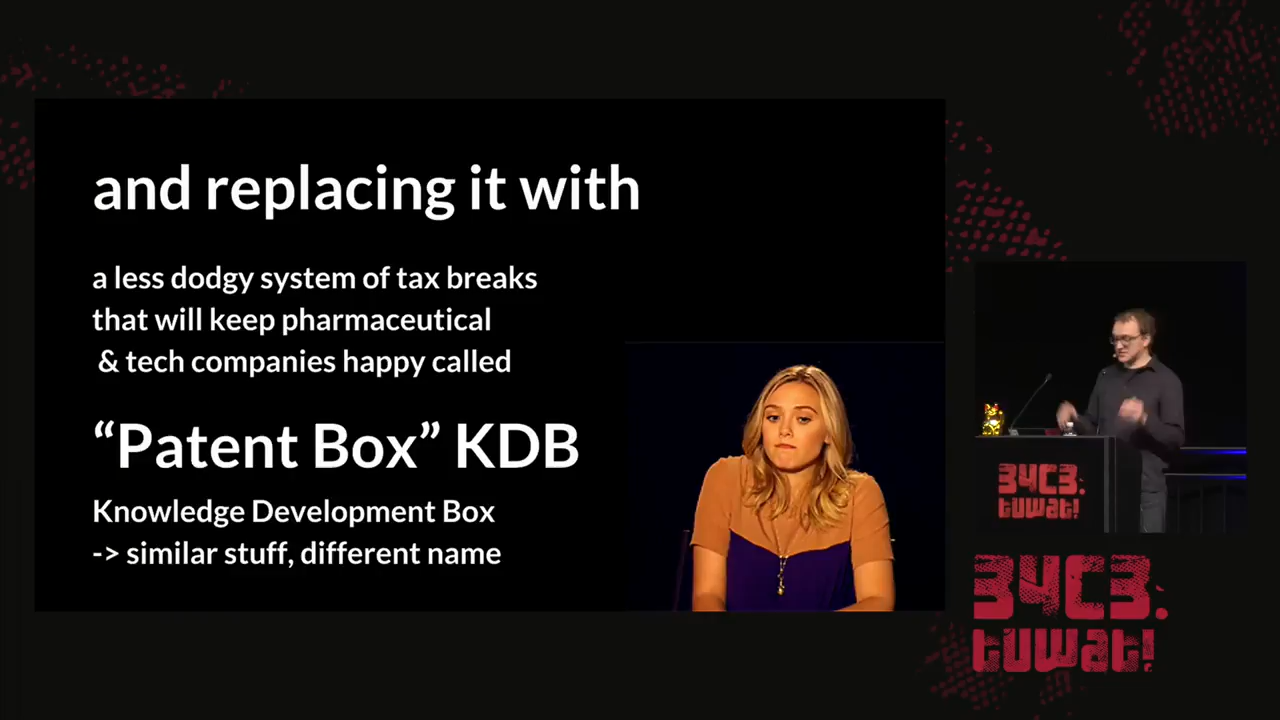 and replacing it with
a less dodgy system of tax breaks
that will keep pharmaceutical
& tech companies happy called
“Patent Box” KDB
Knowledge Development Box
-> similar stuff, different name
34C3.
tuwat!
34C3.
tuwat!